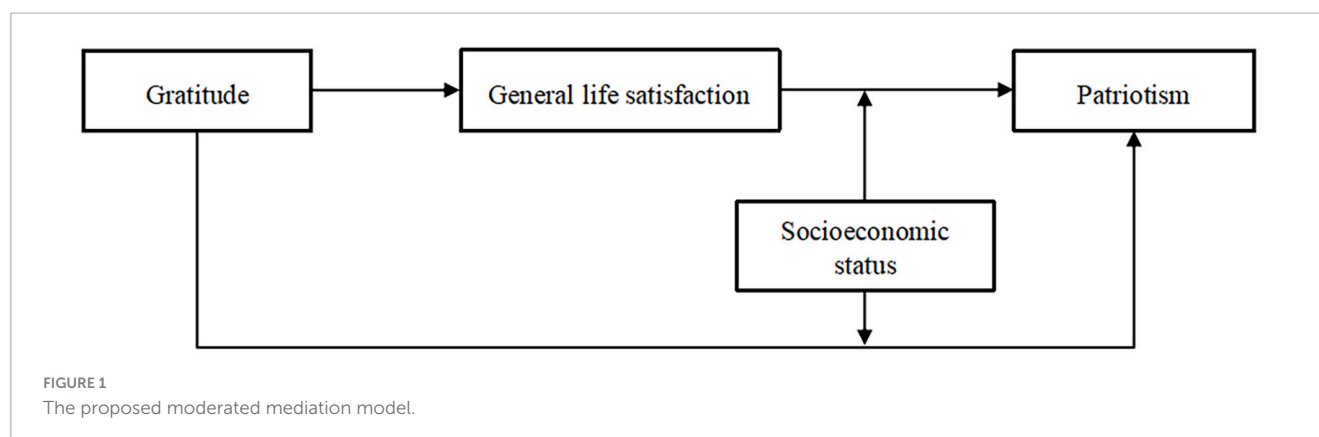 Gratitude
General life satisfaction
Patriotism
Socioeconomic
status
FIGURE 1
The proposed moderated mediation model.